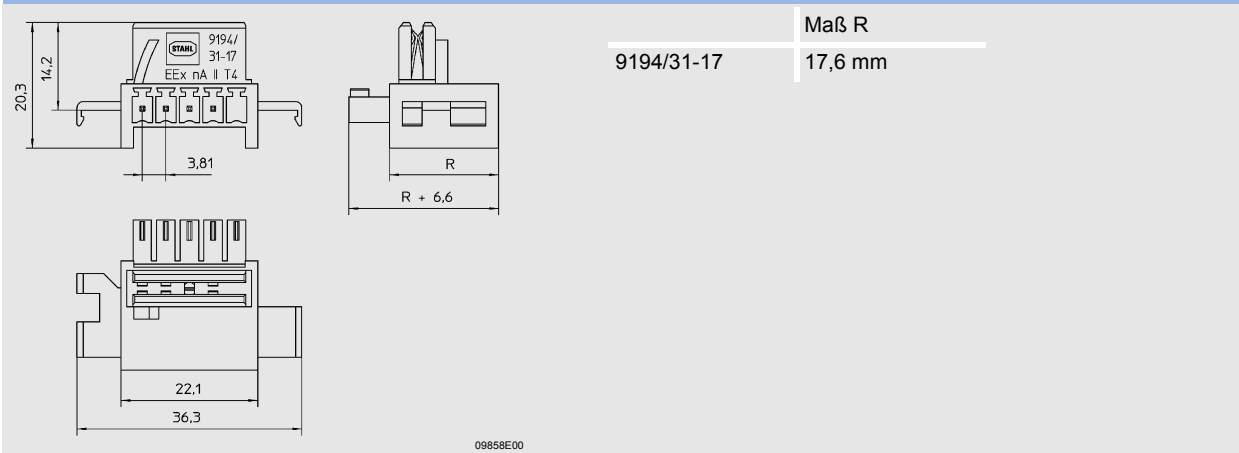 9194/
STAHL
31-17
EEx nA II T4
20,3
14,2
3,81
R
R + 6,6
22,1
36,3
09858E00
Maß R
9194/31-17 17,6 mm